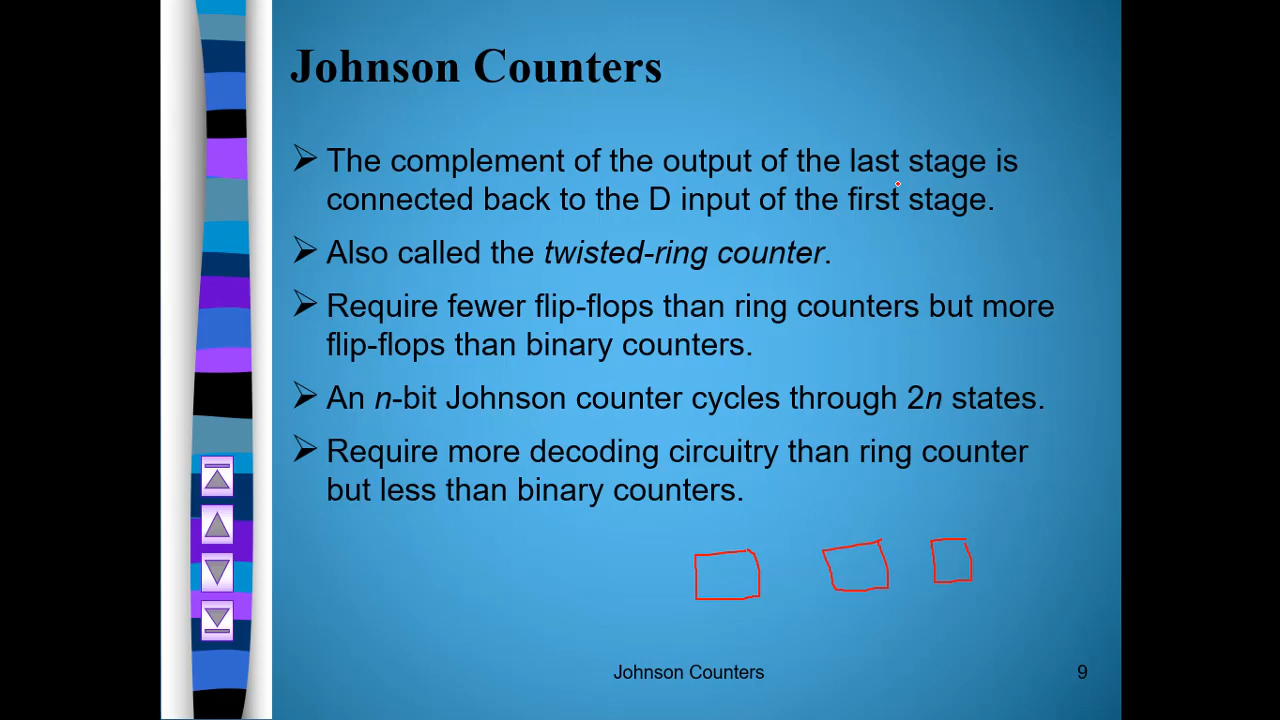 Johnson Counters
The complement of the output of the last stage is
connected back to the D input of the first stage.
Also called the twisted-ring counter.
Require fewer flip-flops than ring counters but more
flip-flops than binary counters.
An n-bit Johnson counter cycles through 2n states.
Require more decoding circuitry than ring counter
but less than binary counters.
Johnson Counters
9